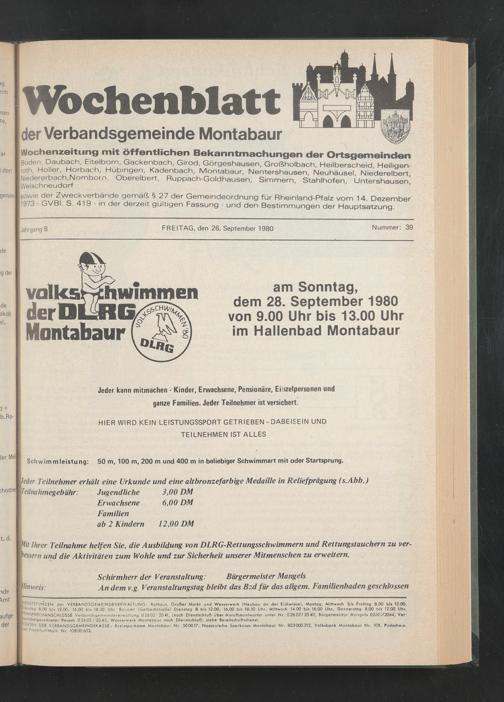 Wochenblatt
der Verbandsgemeinde Montabaur
Wochenzeitung mit öffentlichen Bekanntmachungen der Ortsgemeinden
Boden, Daubach, Eitelborn, Gackenbach, Girod, Görgeshausen, Großholbach, Heilberscheid, Heiligen-
roth, Holler, Horbach, Hübingen, Kadenbach, Montabaur, Nentershausen, Neuhäusel, Niederelbert,
Niedererbach, Nomborn, Oberelbert, Ruppach-Goldhausen, Simmern, Stahlhofen, Untershausen,
Welschneudorf
sowie der Zweckverbände gemäß § 27 der Gemeindeordnung für Rheinland-Pfalz vom 14. Dezember
1973 - GVBl. S. 419 - in der derzeit gültigen Fassung - und den Bestimmungen der Hauptsatzung.
Jahrgang 8 FREITAG, den 26. September 1980 Nummer: 39
volksschwimmen
der DLRG
Montabaur
VOLKSSCHWIMMEN '80
DLRG
am Sonntag,
dem 28. September 1980
von 9.00 Uhr bis 13.00 Uhr
im Hallenbad Montabaur
Jeder kann mitmachen - Kinder, Erwachsene, Pensionäre, Einzelpersonen und
ganze Familien. Jeder Teilnehmer ist versichert.
HIER WIRD KEIN LEISTUNGSSPORT GETRIEBEN - DABEISEIN UND
TEILNEHMEN IST ALLES
Schwimmleistung: 50 m, 100 m, 200 m und 400 m in beliebiger Schwimmart mit oder Startsprung.
Jeder Teilnehmer erhält eine Urkunde und eine altbronzefarbige Medaille in Reliefprägung (s.Abb.)
Teilnahmegebühr: Jugendliche 3,00 DM
Erwachsene 6,00 DM
Familien
ab 2 Kindern 12,00 DM
Mit Ihrer Teilnahme helfen Sie, die Ausbildung von DLRG-Rettungsschwimmern und Rettungstauchern zu ver-
bessern und die Aktivitäten zum Wohle und zur Sicherheit unserer Mitmenschen zu erweitern.
Schirmherr der Veranstaltung: Bürgermeister Mangels
Hinweis: An dem v.g. Veranstaltungstag bleibt das Bad für das allgem. Familienbaden geschlossen